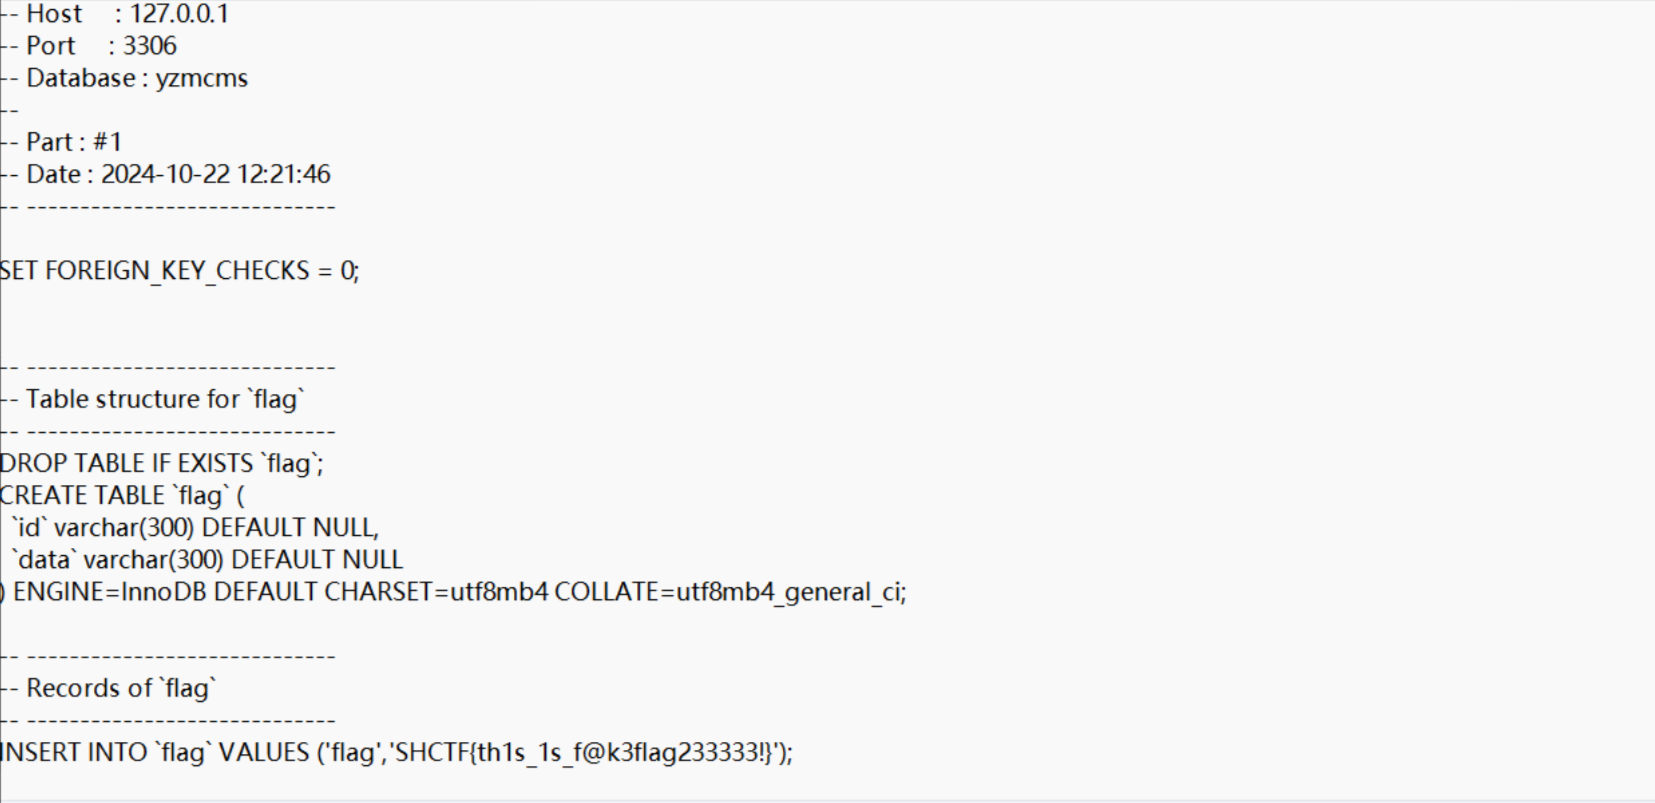 -- Host     : 127.0.0.1
-- Port     : 3306
-- Database : yzmcms
--
-- Part : #1
-- Date : 2024-10-22 12:21:46
-- -----------------------------
SET FOREIGN_KEY_CHECKS = 0;
-- -----------------------------
-- Table structure for `flag`
-- -----------------------------
DROP TABLE IF EXISTS `flag`;
CREATE TABLE `flag` (
  `id` varchar(300) DEFAULT NULL,
  `data` varchar(300) DEFAULT NULL
) ENGINE=InnoDB DEFAULT CHARSET=utf8mb4 COLLATE=utf8mb4_general_ci;
-- -----------------------------
-- Records of `flag`
-- -----------------------------
INSERT INTO `flag` VALUES ('flag','SHCTF{th1s_1s_f@k3flag233333!}');